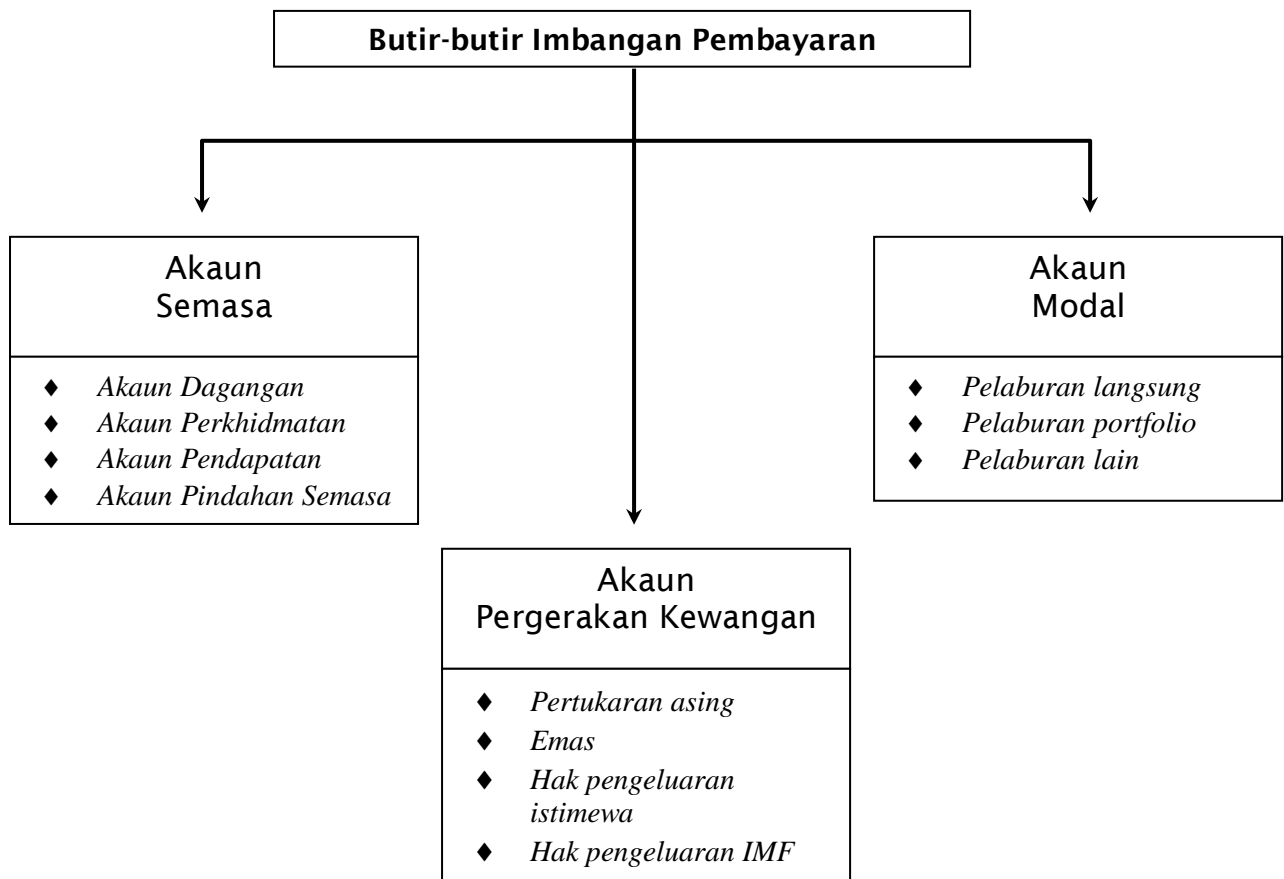 Butir-butir Imbangan Pembayaran
Akaun
Semasa
♦ Akaun Dagangan
♦ Akaun Perkhidmatan
♦ Akaun Pendapatan
♦ Akaun Pindahan Semasa
Akaun
Modal
♦ Pelaburan langsung
♦ Pelaburan portfolio
♦ Pelaburan lain
Akaun
Pergerakan Kewangan
♦ Pertukaran asing
♦ Emas
♦ Hak pengeluaran
istimewa
♦ Hak pengeluaran IMF